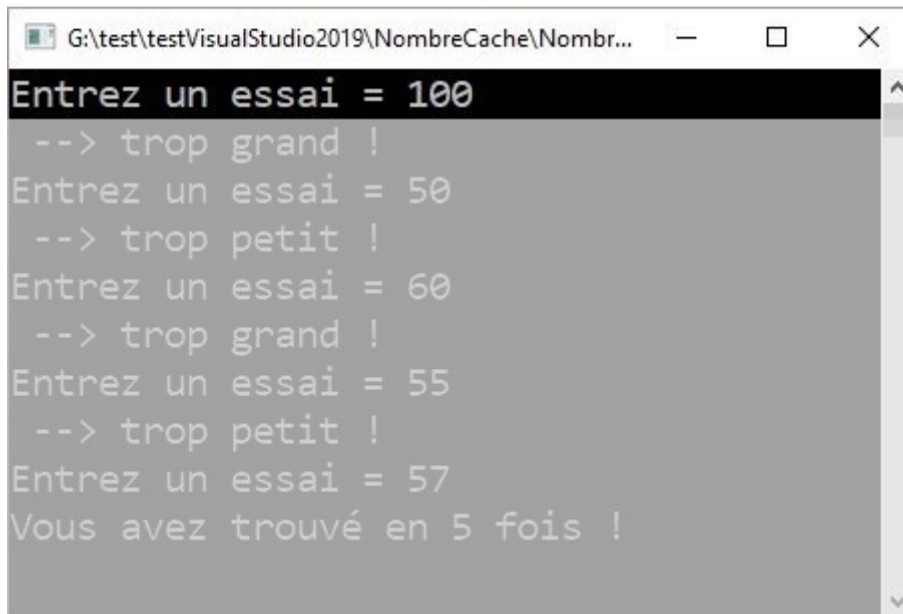 G:\test\testVisualStudio2019\NombreCache\Nombr...
Entrez un essai = 100
--> trop grand !
Entrez un essai = 50
--> trop petit !
Entrez un essai = 60
--> trop grand !
Entrez un essai = 55
--> trop petit !
Entrez un essai = 57
Vous avez trouvé en 5 fois !